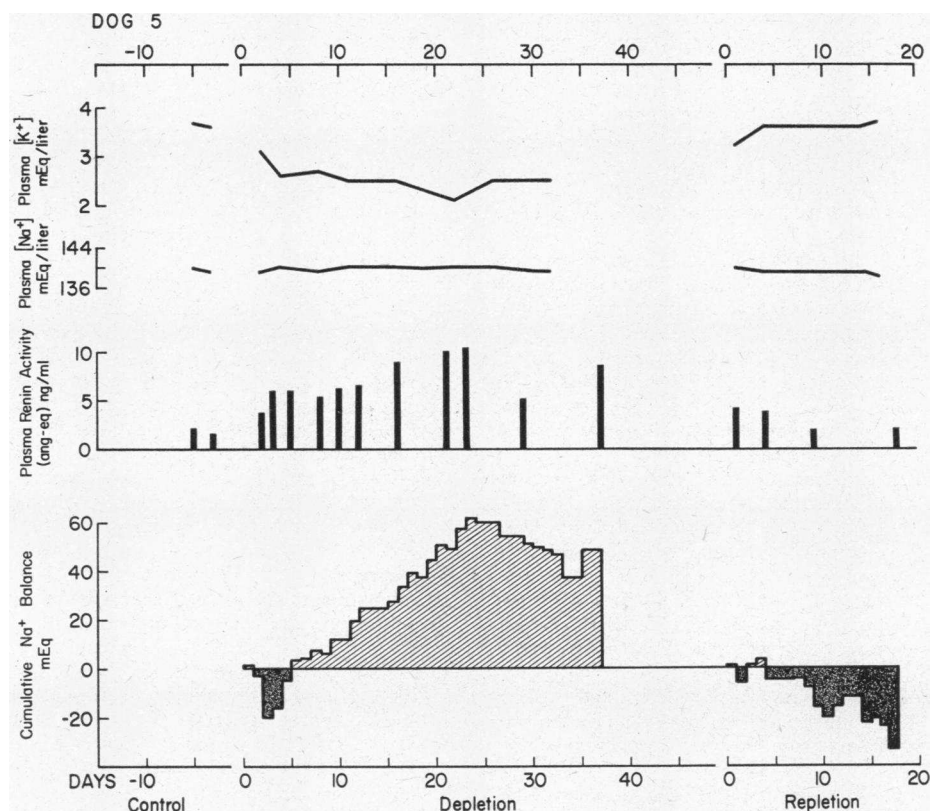 DOG 5
-10 0 10 20 30 40 0 10 20
Plasma [K+]
mEq/liter
4
3
2
Plasma [Na+]
mEq/liter
144
136
Plasma Renin Activity
(ang-eq) ng/ml
10
5
0
Cumulative Na+ Balance
mEq
60
40
20
0
-20
DAYS -10 0 10 20 30 40 0 10 20
Control Depletion Repletion